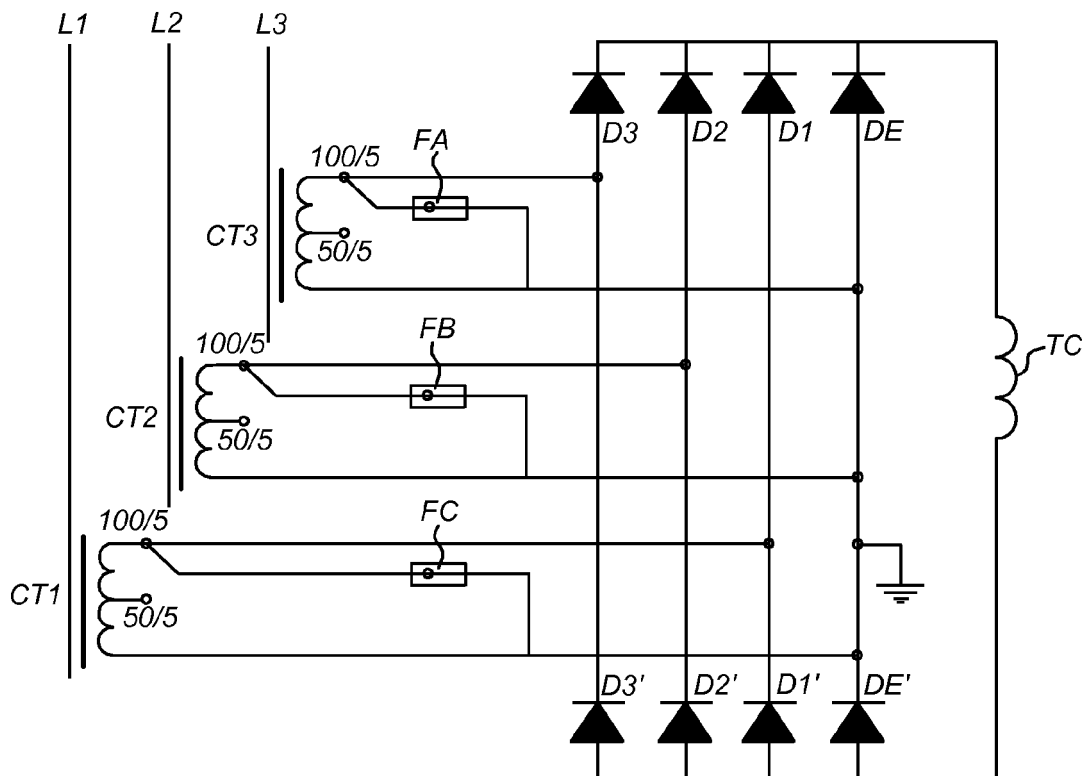 L1
L2
L3
D3
D2
D1
DE
FA
100/5
CT3
50/5
FB
100/5
TC
CT2
50/5
FC
100/5
CT1
50/5
D3'
D2'
D1'
DE'